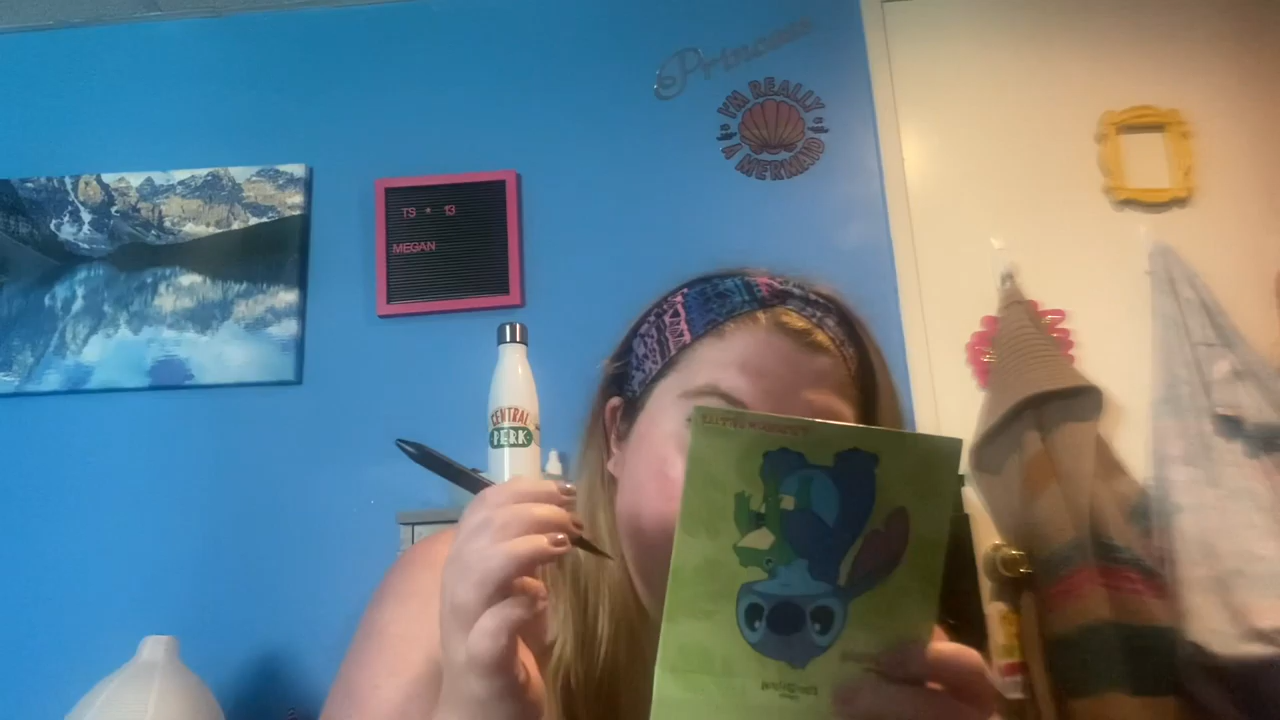 Princess
I'M REALLY
A MERMAID
TS * 13
MEGAN
CENTRAL
PERK